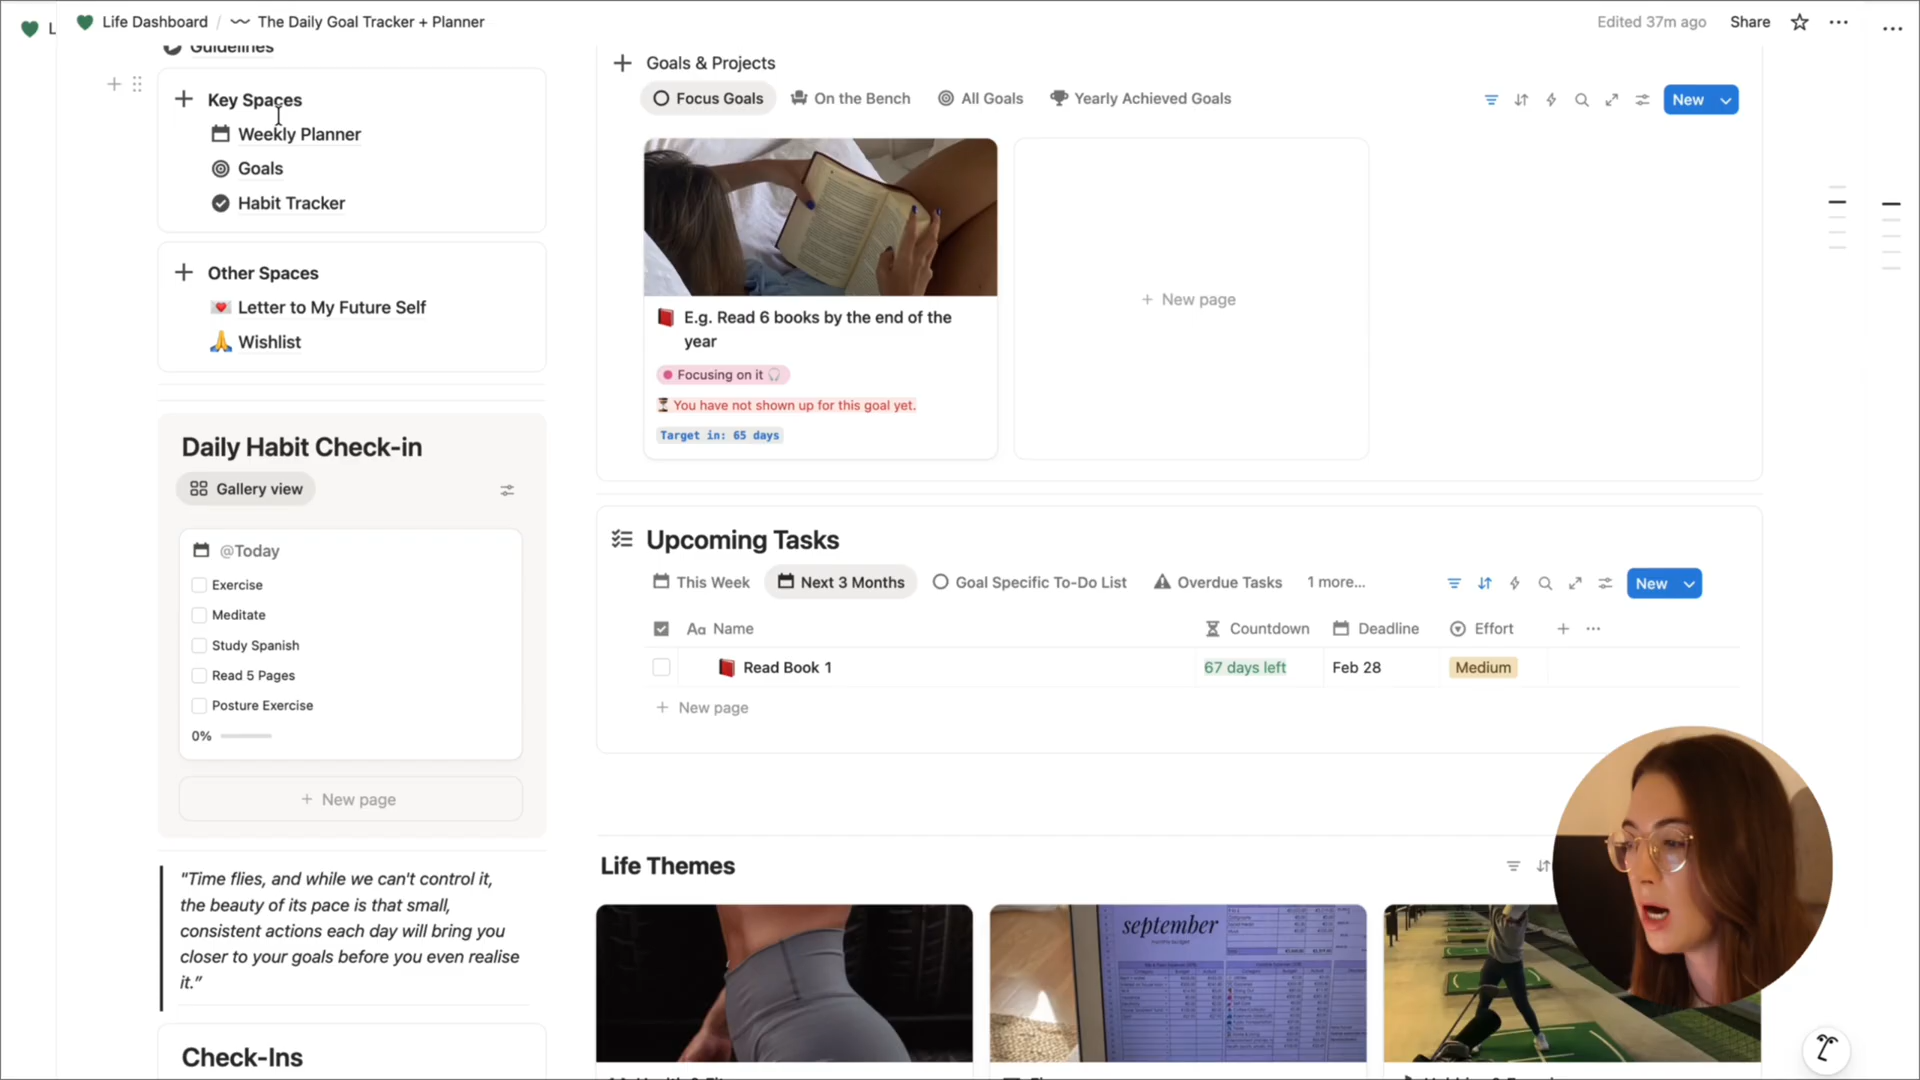 L
Life Dashboard / The Daily Goal Tracker + Planner
Edited 37m ago
Share
Guidelines
Key Spaces
Weekly Planner
Goals
Habit Tracker
Other Spaces
Letter to My Future Self
Wishlist
Daily Habit Check-in
Gallery view
@Today
Exercise
Meditate
Study Spanish
Read 5 Pages
Posture Exercise
0%
+ New page
"Time flies, and while we can't control it,
the beauty of its pace is that small,
consistent actions each day will bring you
closer to your goals before you even realise
it."
Check-Ins
Goals & Projects
Focus Goals
On the Bench
All Goals
Yearly Achieved Goals
New
E.g. Read 6 books by the end of the
year
Focusing on it
You have not shown up for this goal yet.
Target in: 65 days
+ New page
Upcoming Tasks
This Week
Next 3 Months
Goal Specific To-Do List
Overdue Tasks
1 more...
New
Aa Name
Countdown
Deadline
Effort
Read Book 1
67 days left
Feb 28
Medium
+ New page
Life Themes
september